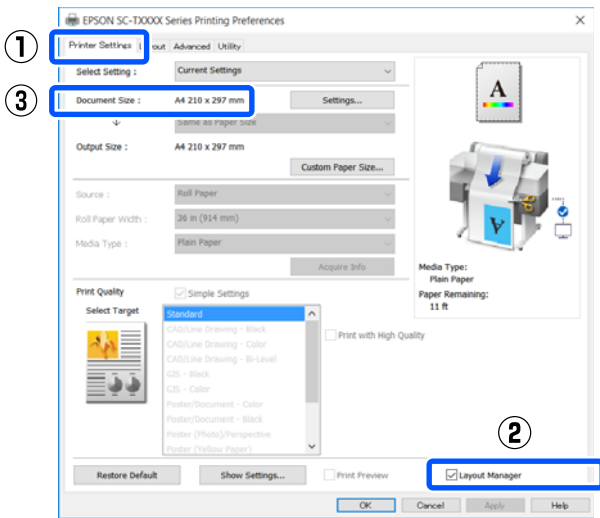 EPSON SC-TXXXX Series Printing Preferences
①
Printer Settings out Advanced Utility
Select Setting : Current Settings
③
Document Size : A4 210 x 297 mm Settings...
Same as Paper Size
Output Size : A4 210 x 297 mm
Custom Paper Size...
Source : Roll Paper
Roll Paper Width : 36 in (914 mm)
Media Type : Plain Paper
Acquire Info
A
A
Media Type:
Plain Paper
Paper Remaining:
11 ft
Print Quality Simple Settings
Select Target
Standard
CAD/Line Drawing - Black
CAD/Line Drawing - Color
CAD/Line Drawing - Bi-Level
GIS - Black
GIS - Color
Poster/Document - Color
Poster/Document - Black
Poster (Photo)/Perspective
Poster (Yellow Paper)
Print with High Quality
②
Restore Default Show Settings... Print Preview Layout Manager
OK Cancel Apply Help